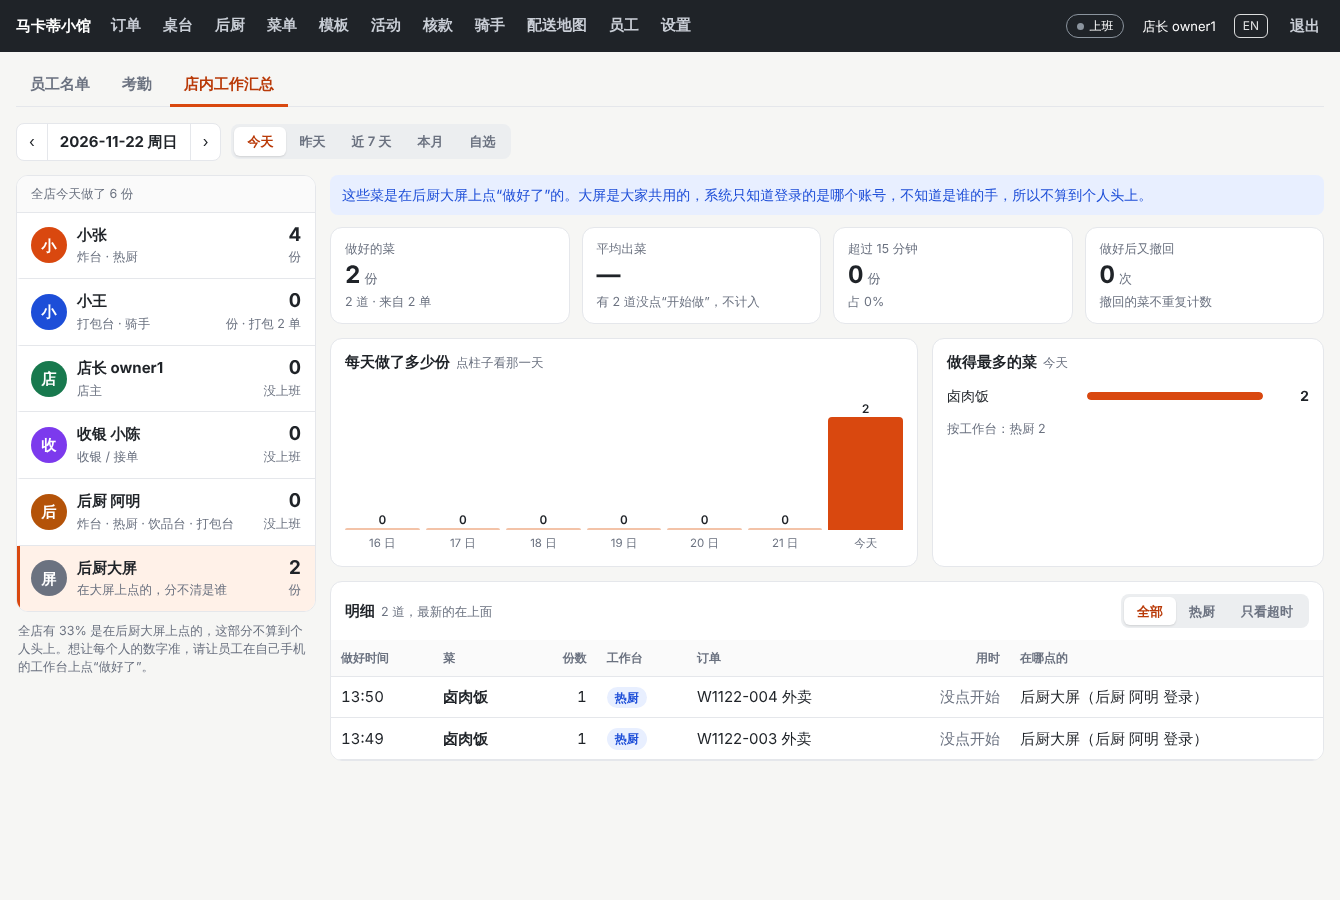 马卡蒂小馆 订单 桌台 后厨 菜单 模板 活动 核款 骑手 配送地图 员工 设置 上班 店长 owner1 EN 退出
员工名单 考勤 店内工作汇总
‹ 2026-11-22 周日 › 今天 昨天 近 7 天 本月 自选
全店今天做了 6 份
小 小张 4
炸台 · 热厨 份
小 小王 0
打包台 · 骑手 份 · 打包 2 单
店 店长 owner1 0
店主 没上班
收 收银 小陈 0
收银 / 接单 没上班
后 后厨 阿明 0
炸台 · 热厨 · 饮品台 · 打包台 没上班
屏 后厨大屏 2
在大屏上点的，分不清是谁 份
全店有 33% 是在后厨大屏上点的，这部分不算到个
人头上。想让每个人的数字准，请让员工在自己手机
的工作台上点“做好了”。
这些菜是在后厨大屏上点“做好了”的。大屏是大家共用的，系统只知道登录的是哪个账号，不知道是谁的手，所以不算到个人头上。
做好的菜
2 份
2 道 · 来自 2 单
平均出菜
—
有 2 道没点“开始做”，不计入
超过 15 分钟
0 份
占 0%
做好后又撤回
0 次
撤回的菜不重复计数
每天做了多少份 点柱子看那一天
2
0 0 0 0 0 0
16 日 17 日 18 日 19 日 20 日 21 日 今天
做得最多的菜 今天
卤肉饭 2
按工作台：热厨 2
明细 2 道，最新的在上面 全部 热厨 只看超时
做好时间 菜 份数 工作台 订单 用时 在哪点的
13:50 卤肉饭 1 热厨 W1122-004 外卖 没点开始 后厨大屏（后厨 阿明 登录）
13:49 卤肉饭 1 热厨 W1122-003 外卖 没点开始 后厨大屏（后厨 阿明 登录）